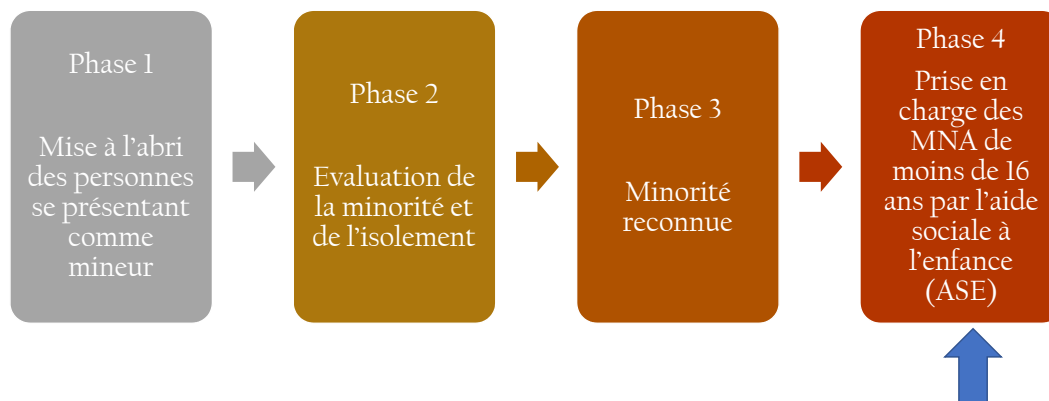 Phase 1
Mise à l’abri
des personnes
se présentant
comme
mineur
Phase 2
Evaluation de
la minorité et
de l’isolement
Phase 3
Minorité
reconnue
Phase 4
Prise en
charge des
MNA de
moins de 16
ans par l’aide
sociale à
l’enfance
(ASE)